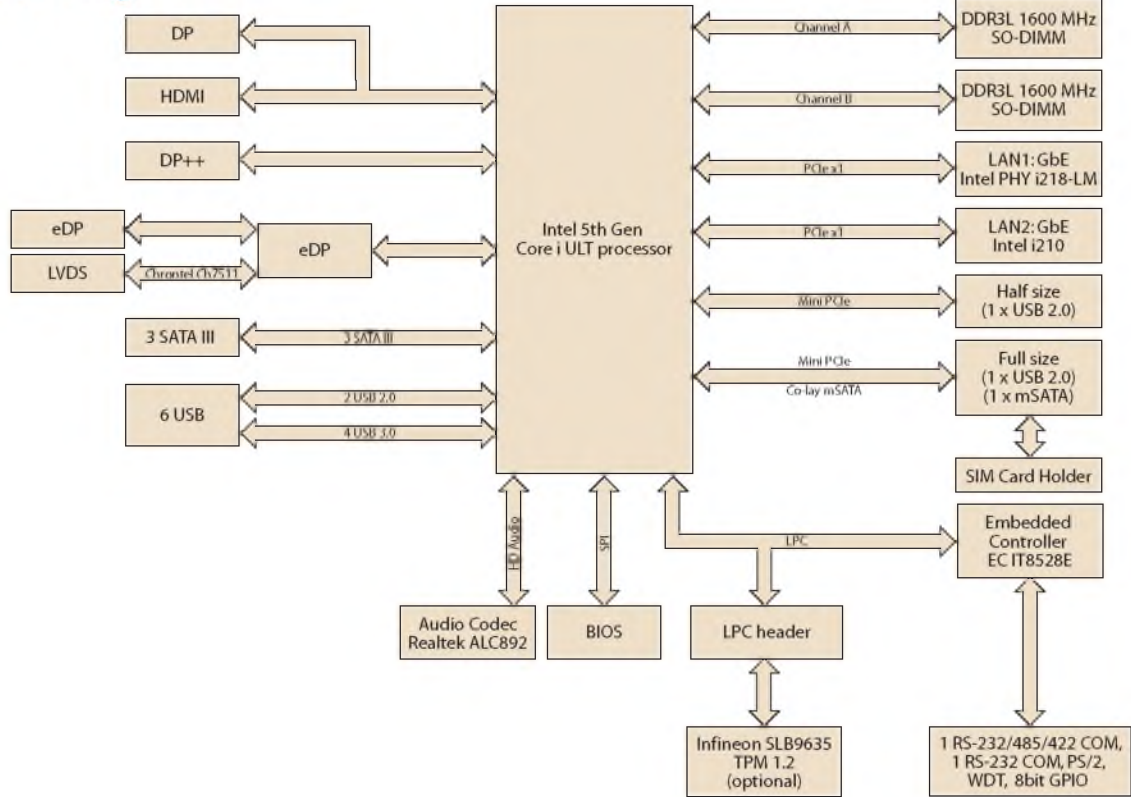 DP
HDMI
DP++
eDP
LVDS
Chrontel Ch7511
eDP
3 SATA III
3 SATA III
6 USB
2 USB 2.0
4 USB 3.0
Intel 5th Gen
Core i ULT processor
Channel A
DDR3L 1600 MHz
SO-DIMM
Channel B
DDR3L 1600 MHz
SO-DIMM
PCIe x1
LAN1: GbE
Intel PHY i218-LM
PCIe x1
LAN2: GbE
Intel i210
Mini PCIe
Half size
(1 x USB 2.0)
Mini PCIe
Co-lay mSATA
Full size
(1 x USB 2.0)
(1 x mSATA)
SIM Card Holder
HD Audio
SPI
LPC
Embedded
Controller
EC IT8528E
Audio Codec
Realtek ALC892
BIOS
LPC header
Infineon SLB9635
TPM 1.2
(optional)
1 RS-232/485/422 COM,
1 RS-232 COM, PS/2,
WDT, 8bit GPIO